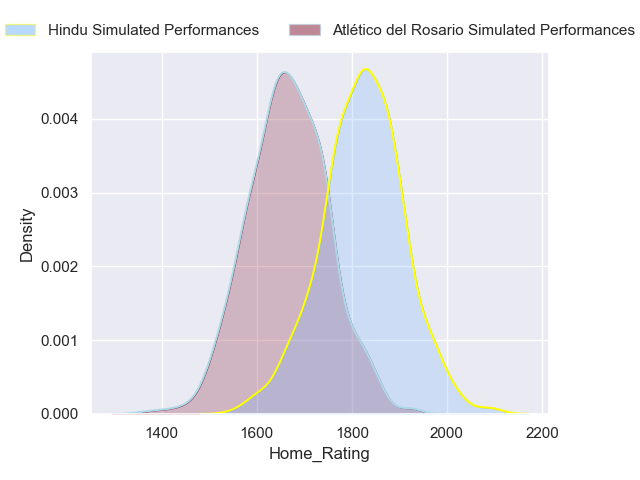 Hindu Simulated Performances
Atlético del Rosario Simulated Performances
Density
0.004
0.003
0.002
0.001
0.000
1400 1600 1800 2000 2200
Home_Rating